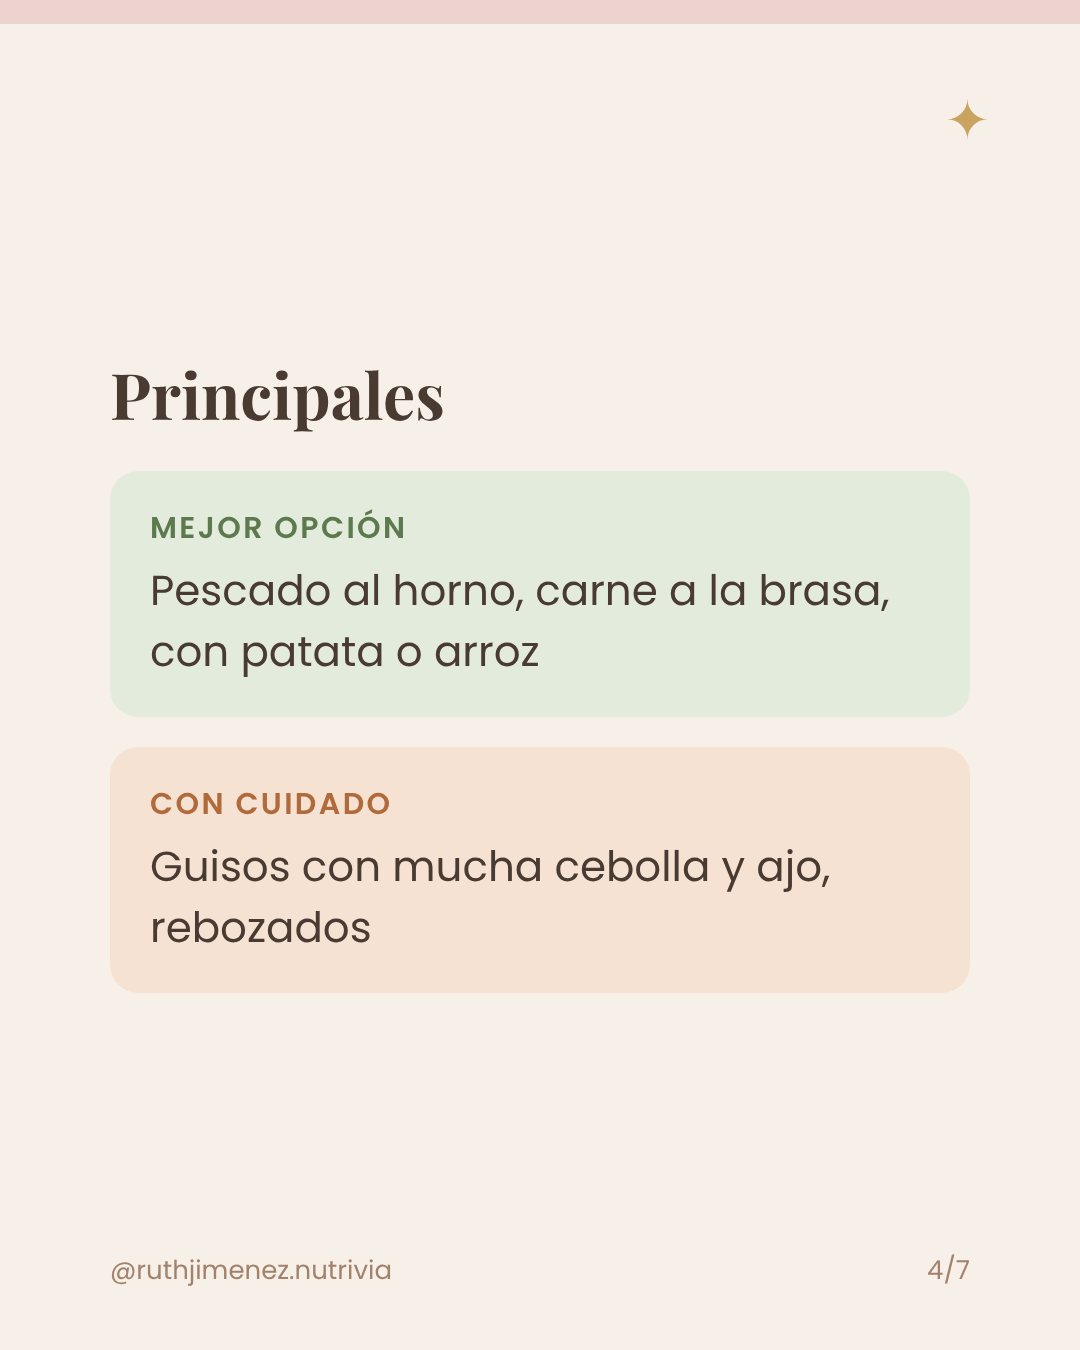 Principales
MEJOR OPCIÓN
Pescado al horno, carne a la brasa,
con patata o arroz
CON CUIDADO
Guisos con mucha cebolla y ajo,
rebozados
@ruthjimenez.nutrivia
4/7